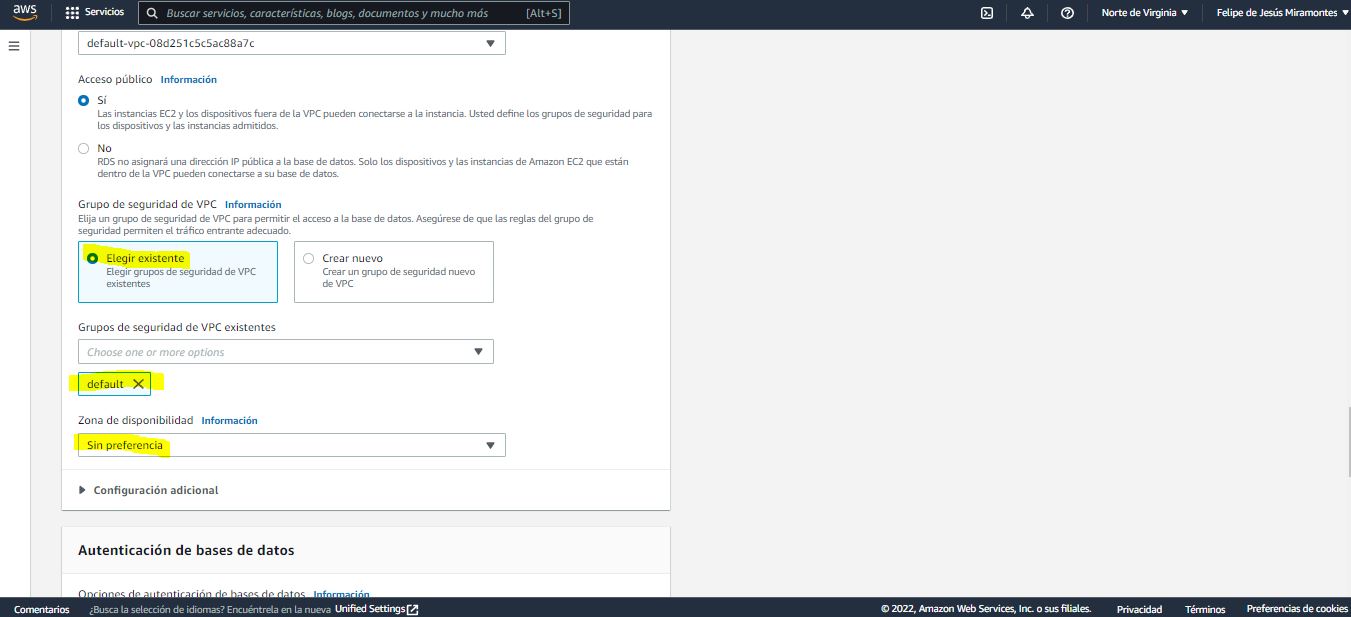 aws
Servicios
Buscar servicios, características, blogs, documentos y mucho más
[Alt+S]
Norte de Virginia
Felipe de Jesús Miramontes
default-vpc-08d251c5c5ac88a7c
Acceso público Información
Sí
Las instancias EC2 y los dispositivos fuera de la VPC pueden conectarse a la instancia. Usted define los grupos de seguridad para
los dispositivos y las instancias admitidos.
No
RDS no asignará una dirección IP pública a la base de datos. Solo los dispositivos y las instancias de Amazon EC2 que están
dentro de la VPC pueden conectarse a su base de datos.
Grupo de seguridad de VPC Información
Elija un grupo de seguridad de VPC para permitir el acceso a la base de datos. Asegúrese de que las reglas del grupo de
seguridad permiten el tráfico entrante adecuado.
Elegir existente
Elegir grupos de seguridad de VPC
existentes
Crear nuevo
Crear un grupo de seguridad nuevo
de VPC
Grupos de seguridad de VPC existentes
Choose one or more options
default
Zona de disponibilidad Información
Sin preferencia
Configuración adicional
Autenticación de bases de datos
Opciones de autenticación de bases de datos Información
Comentarios
¿Busca la selección de idiomas? Encuéntrela en la nueva Unified Settings
© 2022, Amazon Web Services, Inc. o sus filiales.
Privacidad
Términos
Preferencias de cookies